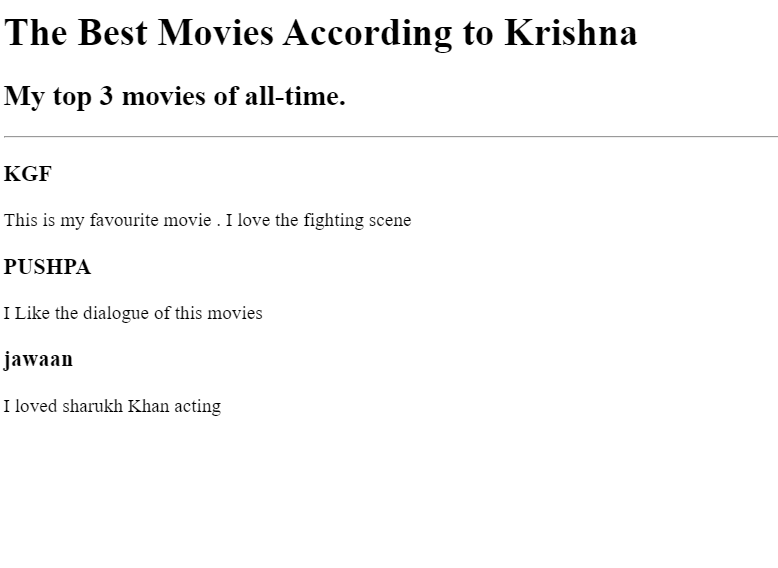 The Best Movies According to Krishna
My top 3 movies of all-time.
KGF
This is my favourite movie . I love the fighting scene
PUSHPA
I Like the dialogue of this movies
jawaan
I loved sharukh Khan acting